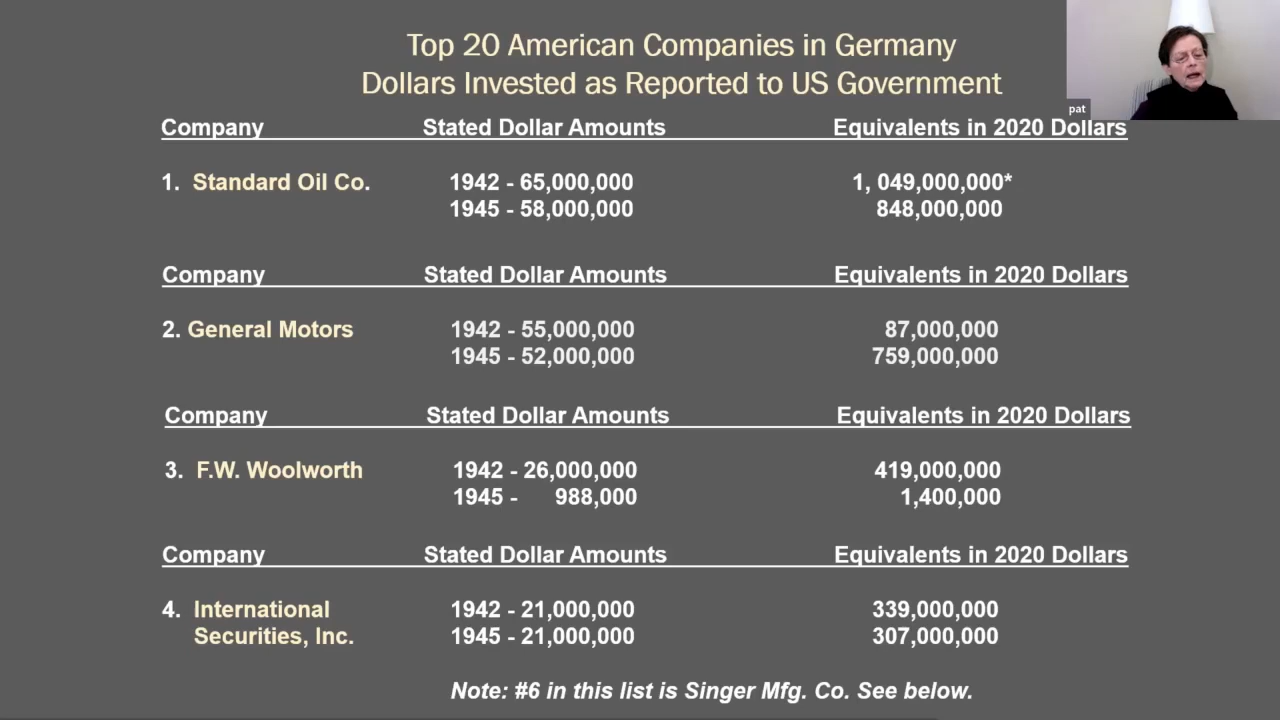 Top 20 American Companies in Germany
Dollars Invested as Reported to US Government
pat
Company Stated Dollar Amounts Equivalents in 2020 Dollars
1. Standard Oil Co. 1942 - 65,000,000 1, 049,000,000*
1945 - 58,000,000 848,000,000
Company Stated Dollar Amounts Equivalents in 2020 Dollars
2. General Motors 1942 - 55,000,000 87,000,000
1945 - 52,000,000 759,000,000
Company Stated Dollar Amounts Equivalents in 2020 Dollars
3. F.W. Woolworth 1942 - 26,000,000 419,000,000
1945 - 988,000 1,400,000
Company Stated Dollar Amounts Equivalents in 2020 Dollars
4. International 1942 - 21,000,000 339,000,000
Securities, Inc. 1945 - 21,000,000 307,000,000
Note: #6 in this list is Singer Mfg. Co. See below.